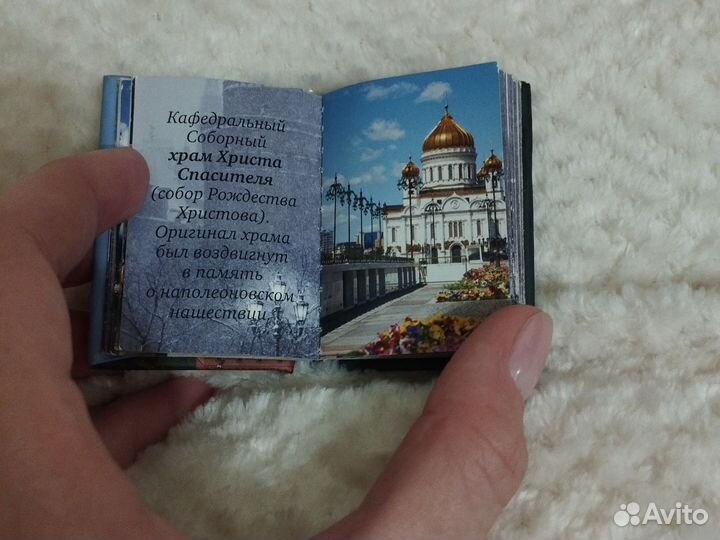 Кафедральный
Соборный
храм Христа
Спасителя
(собор Рождества
Христова).
Оригинал храма
был воздвигнут
в память
о наполеоновском
нашествии.
Avito